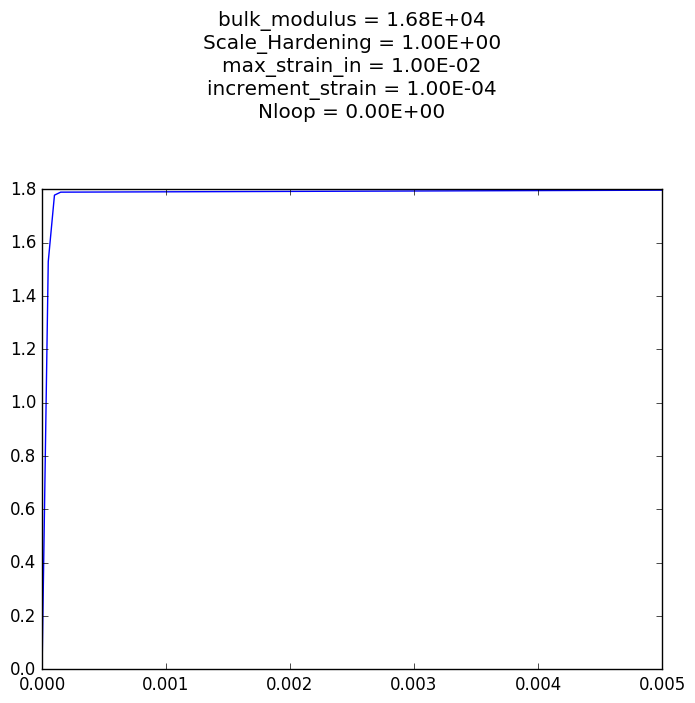 bulk_modulus = 1.68E+04
Scale_Hardening = 1.00E+00
max_strain_in = 1.00E-02
increment_strain = 1.00E-04
Nloop = 0.00E+00
1.8
1.6
1.4
1.2
1.0
0.8
0.6
0.4
0.2
0.0
0.000 0.001 0.002 0.003 0.004 0.005